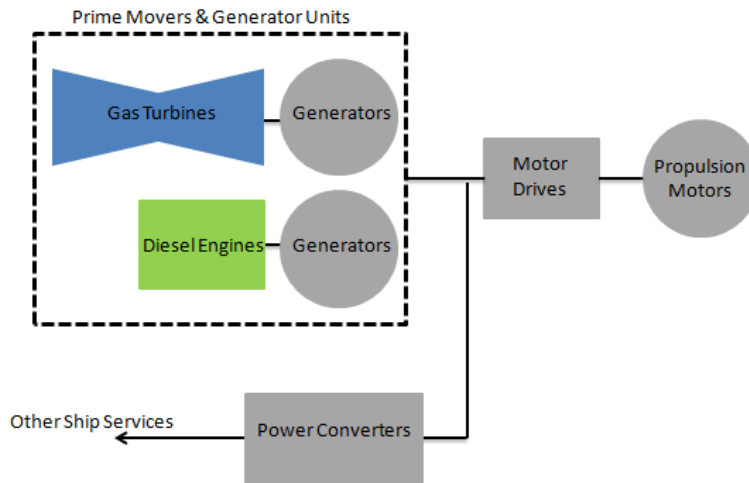 Prime Movers & Generator Units
Gas Turbines
Generators
Motor
Drives
Propulsion
Motors
Diesel Engines
Generators
Other Ship Services
Power Converters